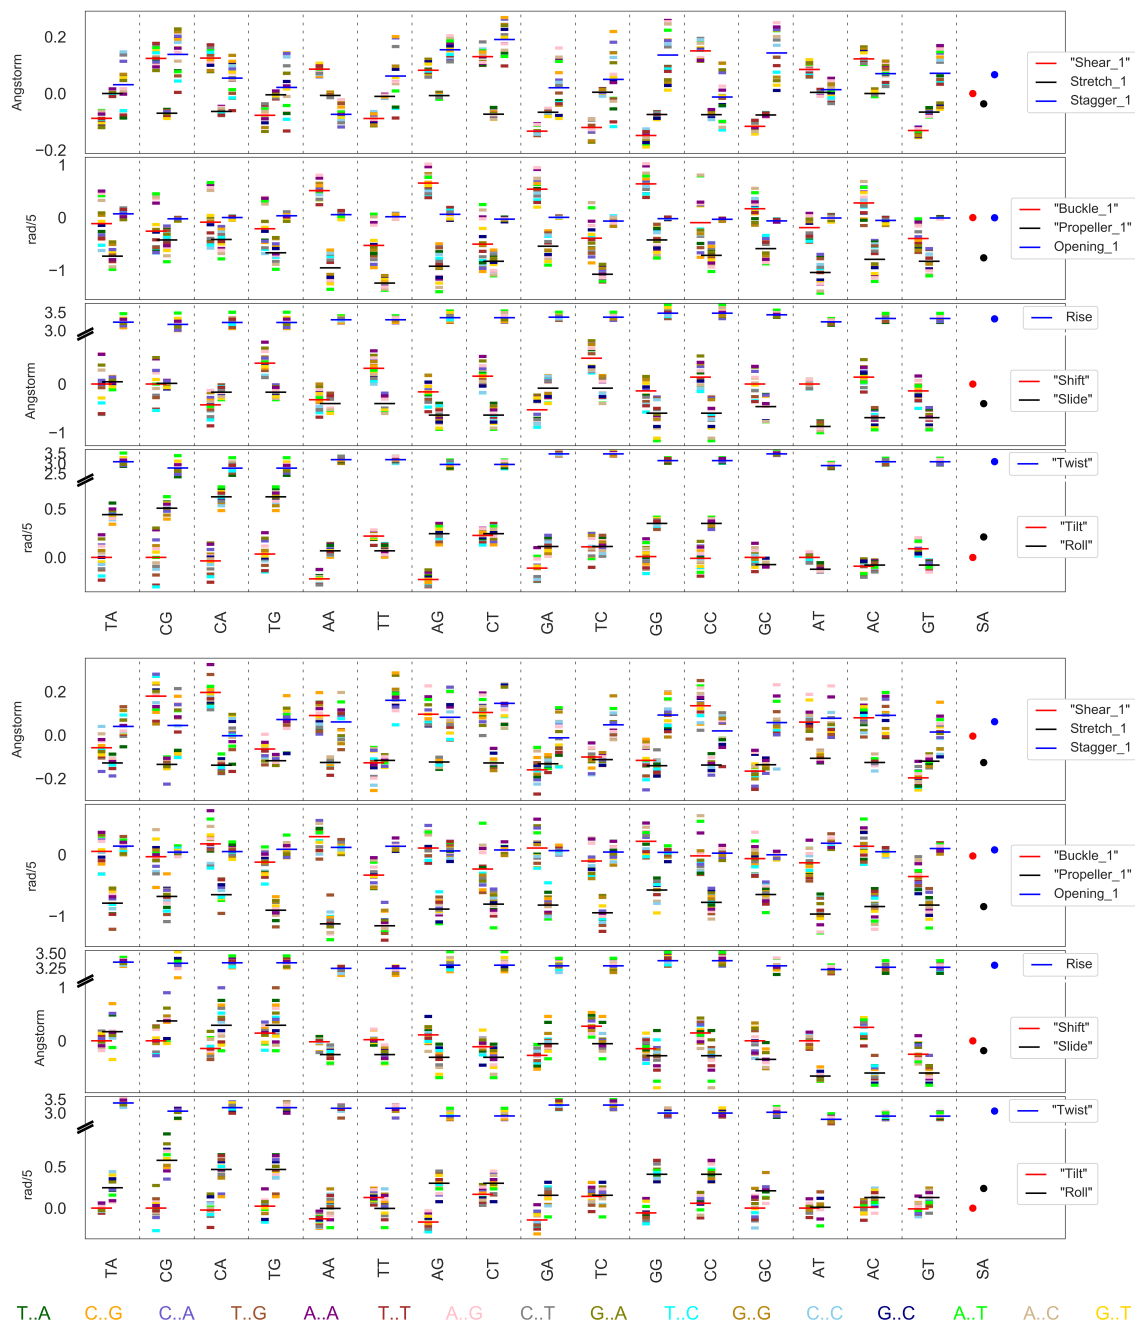 0.2
0.0
−0.2
Angstorm
"Shear_1"
Stretch_1
Stagger_1
1
0
−1
rad/5
"Buckle_1"
"Propeller_1"
Opening_1
3.5
3.0
0
−1
Angstorm
Rise
"Shift"
"Slide"
3.5
3.0
2.5
0.5
0.0
rad/5
"Twist"
"Tilt"
"Roll"
TA CG CA TG AA TT AG CT GA TC GG CC GC AT AC GT SA
0.2
0.0
−0.2
Angstorm
"Shear_1"
Stretch_1
Stagger_1
0
−1
rad/5
"Buckle_1"
"Propeller_1"
Opening_1
3.50
3.25
1
0
Angstorm
Rise
"Shift"
"Slide"
3.5
3.0
0.5
0.0
rad/5
"Twist"
"Tilt"
"Roll"
TA CG CA TG AA TT AG CT GA TC GG CC GC AT AC GT SA
T..A C..G C..A T..G A..A T..T A..G C..T G..A T..C G..G C..C G..C A..T A..C G..T